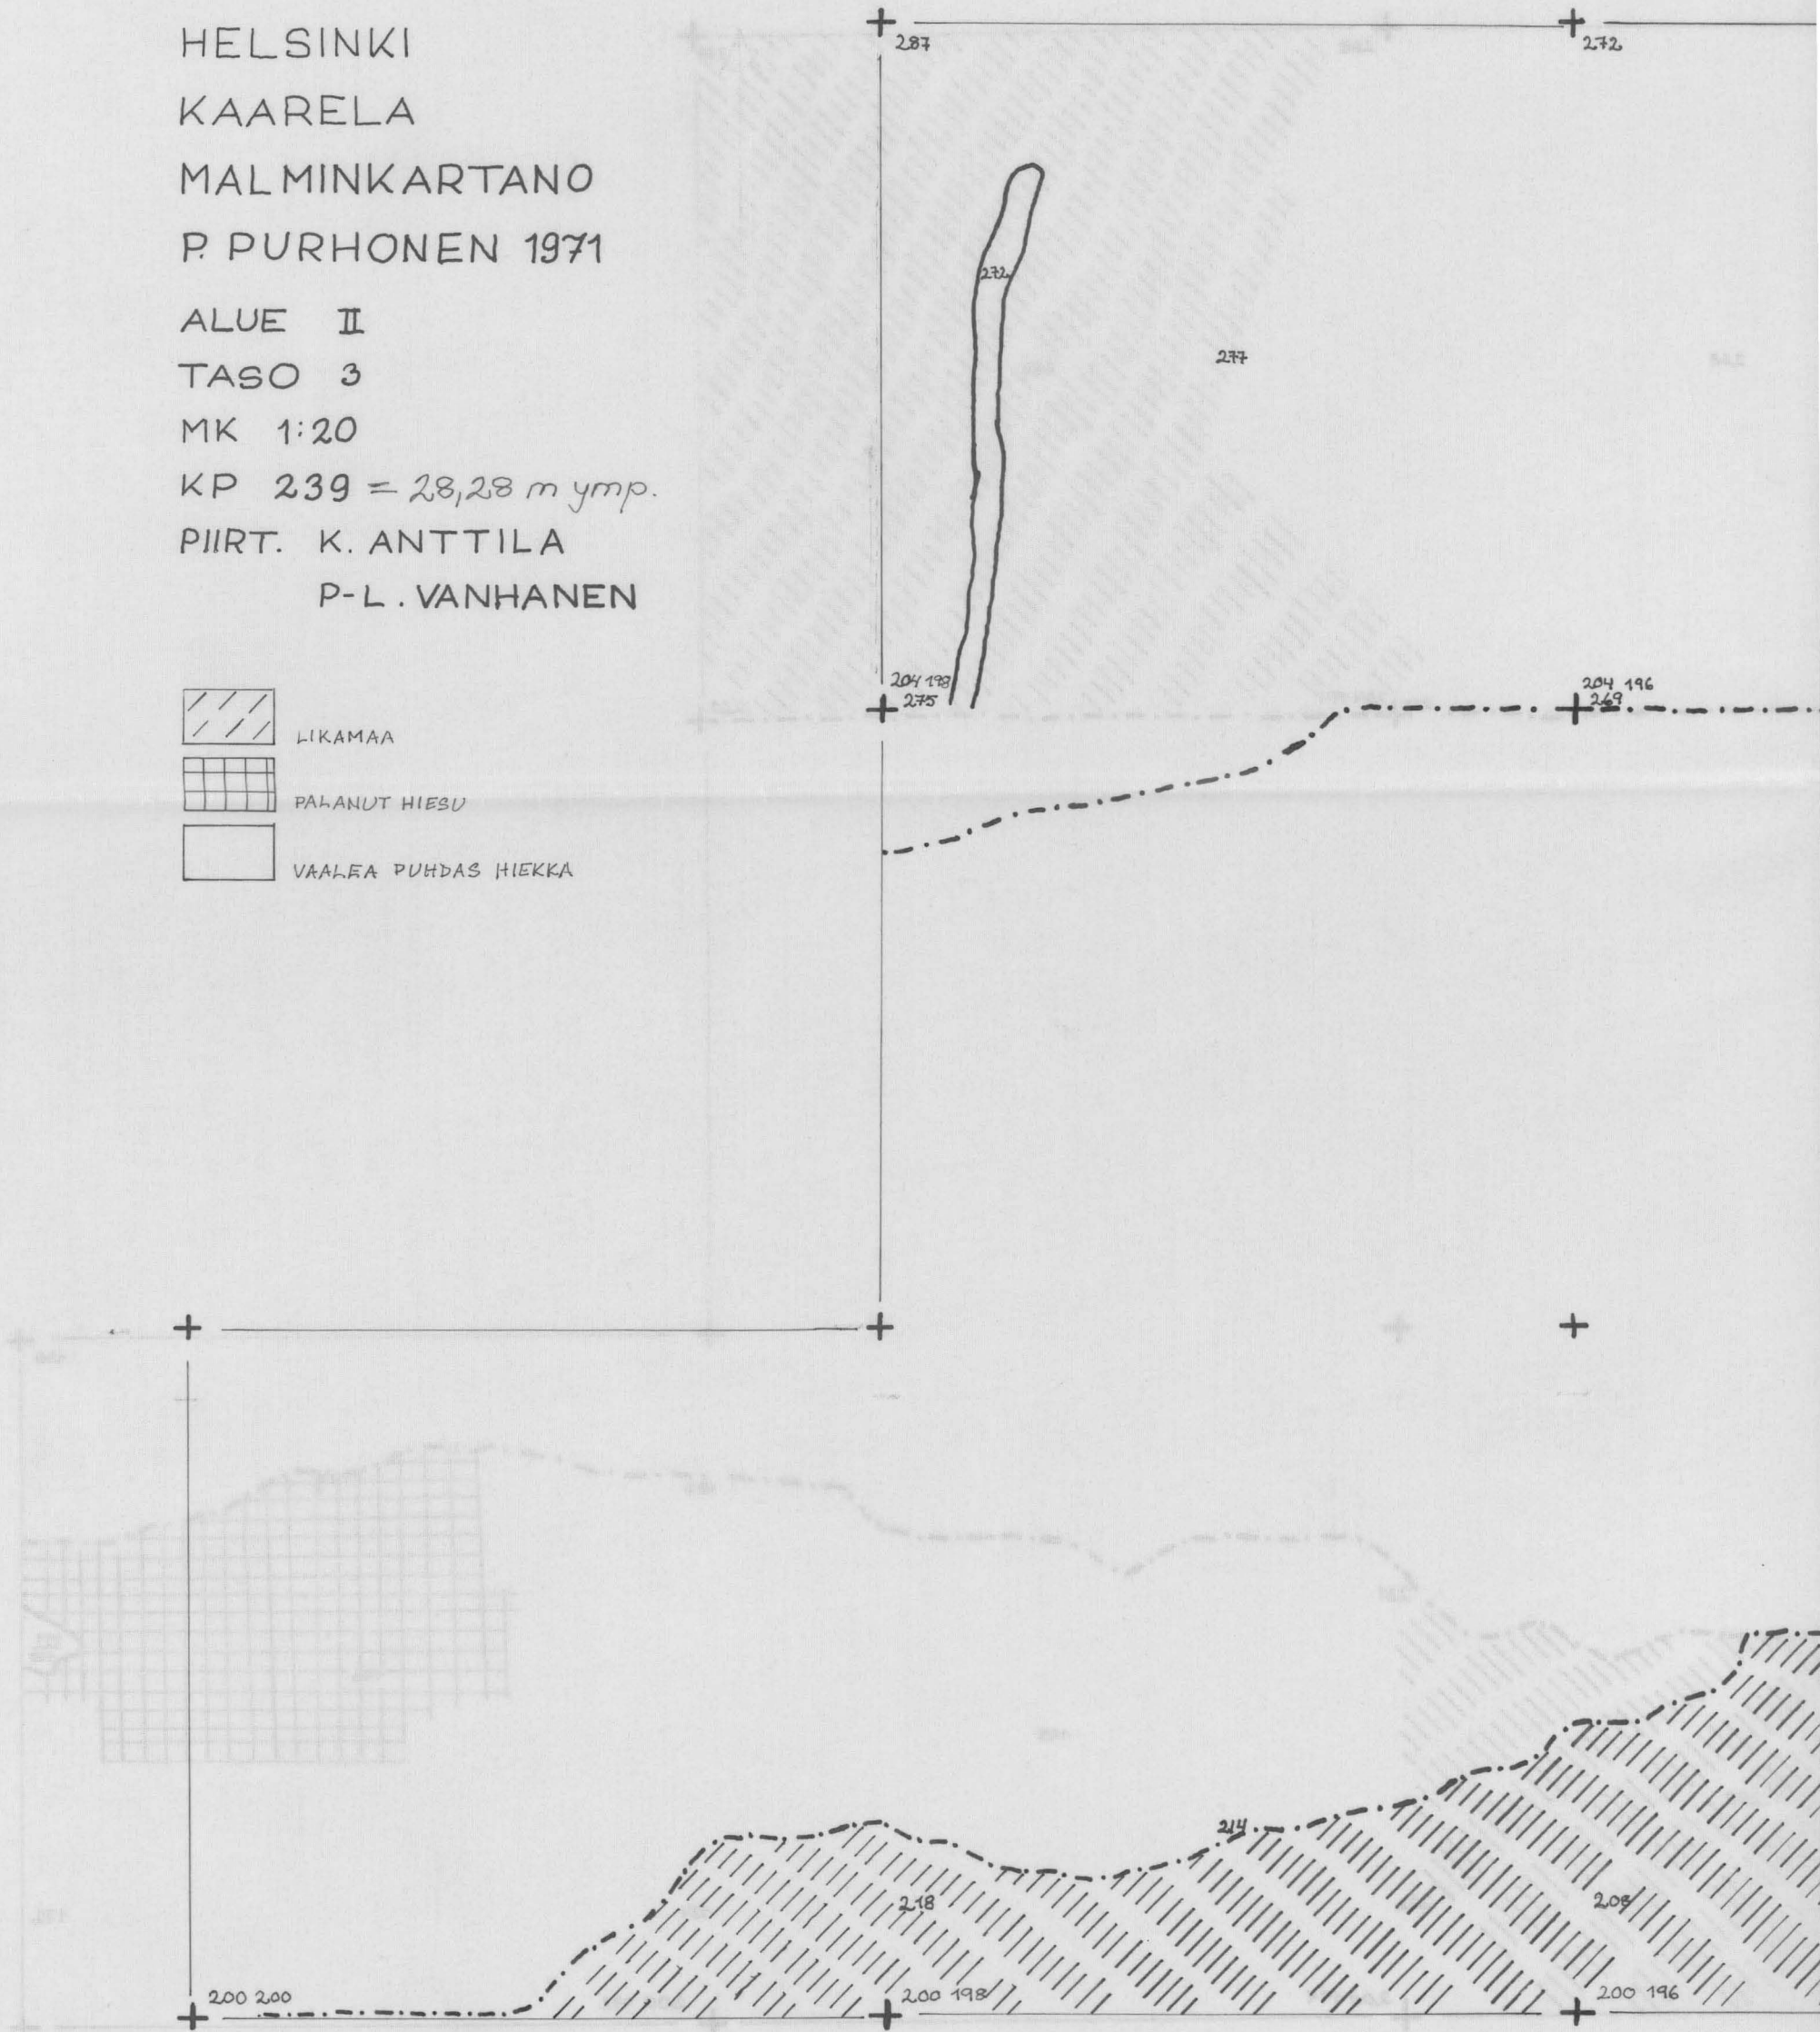 HELSINKI
KAARELA
MALMINKARTANO
P. PURHONEN 1971
ALUE II
TASO 3
MK 1:20
KP 239 = 28,28 m ymp.
PIIRT. K. ANTTILA
P-L. VANHANEN
LIKAMAA
PALANUT HIESU
VAALEA PUHDAS HIEKKA
287
272
272
277
204 198
275
204 196
269
214
218
208
200 200
200 198
200 196